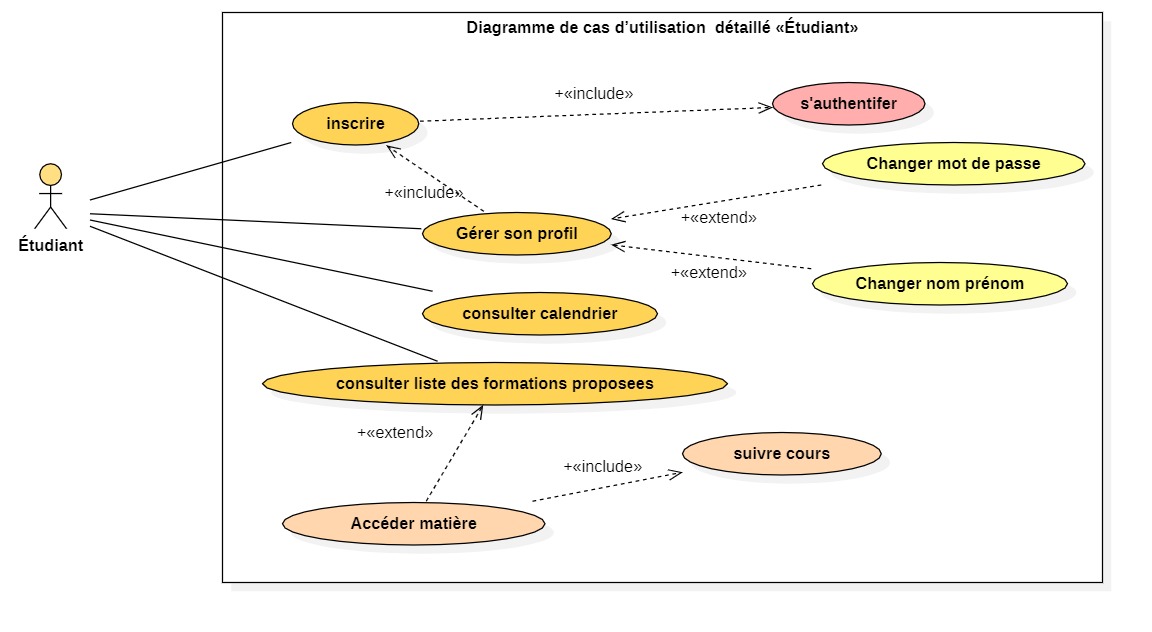 Diagramme de cas d’utilisation  détaillé «Étudiant»
+«include»
s'authentifer
inscrire
Changer mot de passe
+«include»
+«extend»
Gérer son profil
Étudiant
+«extend»
Changer nom prénom
consulter calendrier
consulter liste des formations proposees
+«extend»
suivre cours
+«include»
Accéder matière